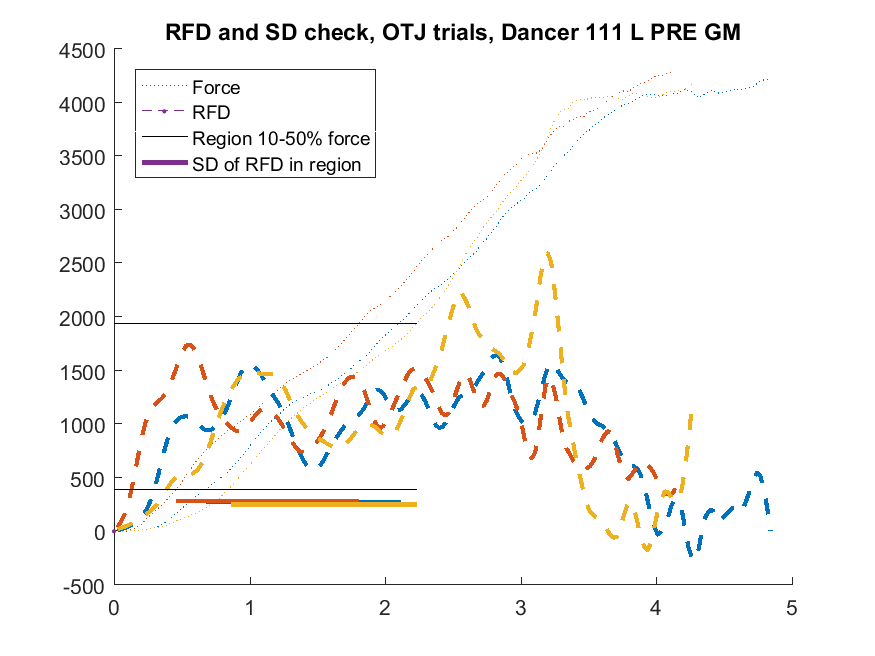 RFD and SD check, OTJ trials, Dancer 111 L PRE GM
4500
4000
3500
3000
2500
2000
1500
1000
500
0
-500
Force
RFD
Region 10-50% force
SD of RFD in region
0 1 2 3 4 5